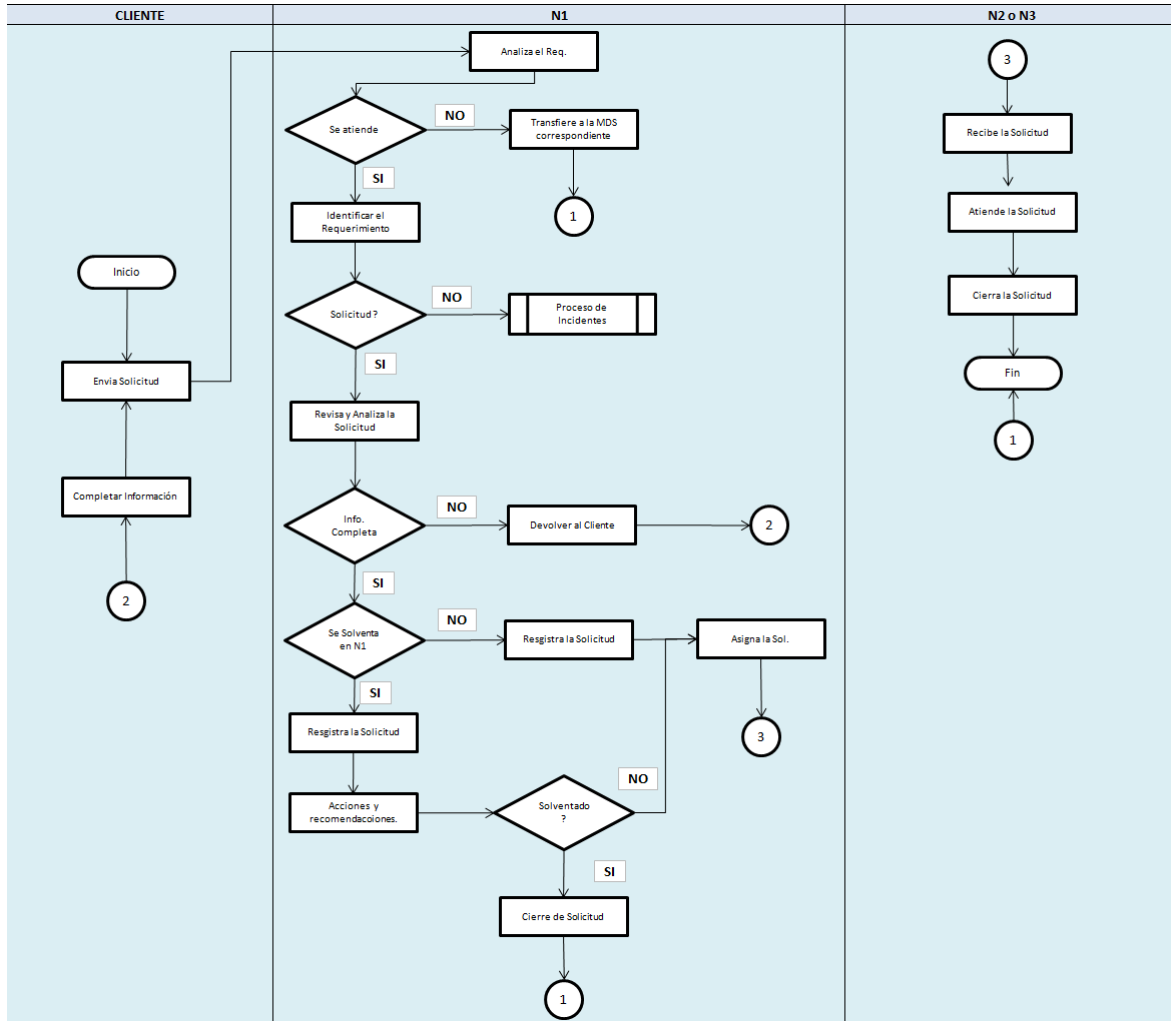 CLIENTE
N1
N2 o N3
Analiza el Req.
3
Se atiende
NO
Transfiere a la MDS
correspondiente
Recibe la Solicitud
SI
Identificar el
Requerimiento
1
Atiende la Solicitud
Inicio
Solicitud?
NO
Proceso de
Incidentes
Cierra la Solicitud
SI
Envia Solicitud
Fin
Revisa y Analiza la
Solicitud
1
Completar Información
Info.
Completa
NO
Devolver al Cliente
2
SI
2
Se Solventa
en N1
NO
Resgistra la Solicitud
Asigna la Sol.
SI
Resgistra la Solicitud
3
Acciones y
recomendacoiones.
Solventado
?
NO
SI
Cierre de Solicitud
1